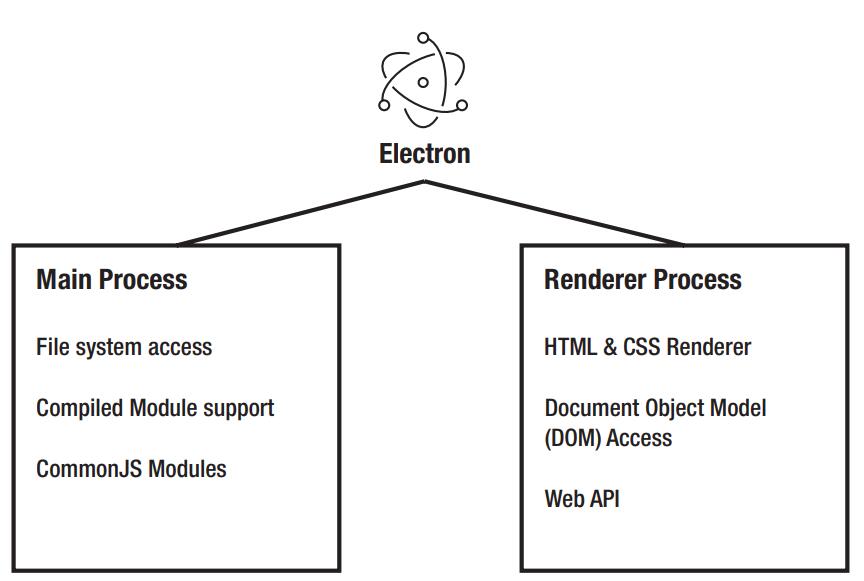 Electron
Main Process
File system access
Compiled Module support
CommonJS Modules
Renderer Process
HTML & CSS Renderer
Document Object Model
(DOM) Access
Web API